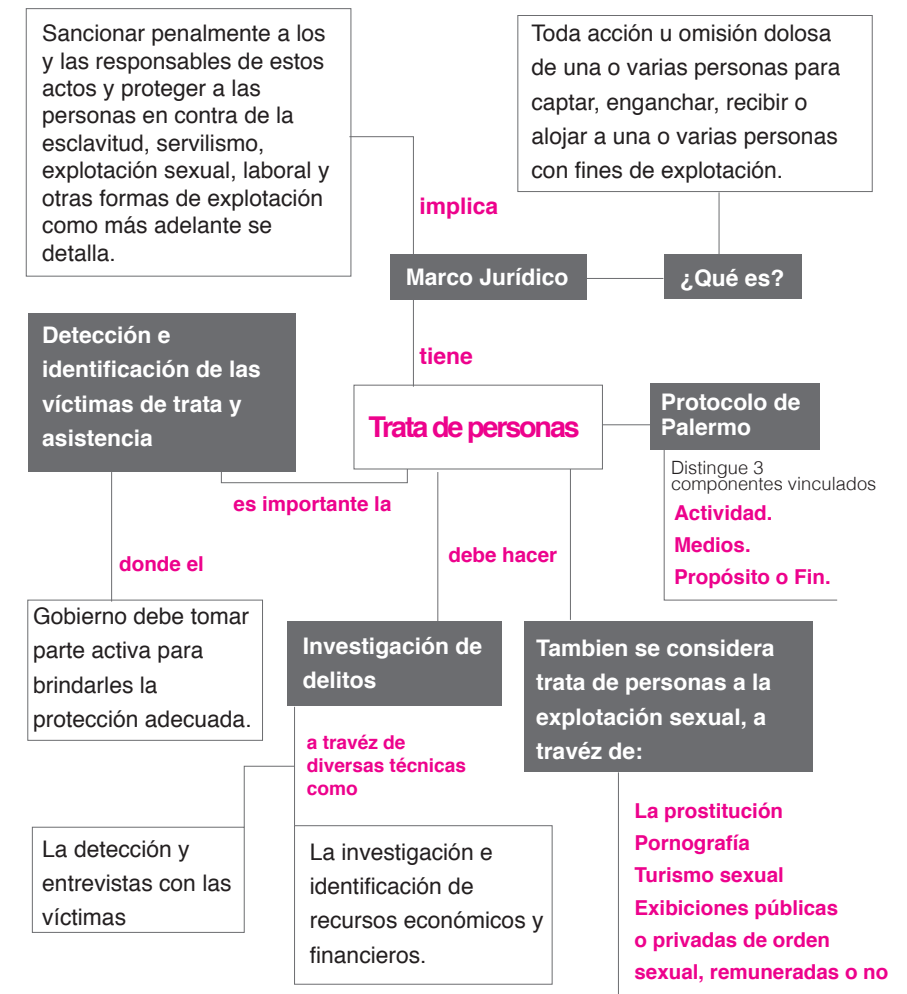 Sancionar penalmente a los
y las responsables de estos
actos y proteger a las
personas en contra de la
esclavitud, servilismo,
explotación sexual, laboral y
otras formas de explotación
como más adelante se
detalla.
Toda acción u omisión dolosa
de una o varias personas para
captar, enganchar, recibir o
alojar a una o varias personas
con fines de explotación.
implica
Marco Jurídico
¿Qué es?
tiene
Detección e
identificación de las
víctimas de trata y
asistencia
Trata de personas
Protocolo de
Palermo
Distingue 3
componentes vinculados
Actividad.
Medios.
Propósito o Fin.
es importante la
donde el
debe hacer
Gobierno debe tomar
parte activa para
brindarles la
protección adecuada.
Investigación de
delitos
Tambien se considera
trata de personas a la
explotación sexual, a
travéz de:
a travéz de
diversas técnicas
como
La detección y
entrevistas con las
víctimas
La investigación e
identificación de
recursos económicos y
financieros.
La prostitución
Pornografía
Turismo sexual
Exibiciones públicas
o privadas de orden
sexual, remuneradas o no